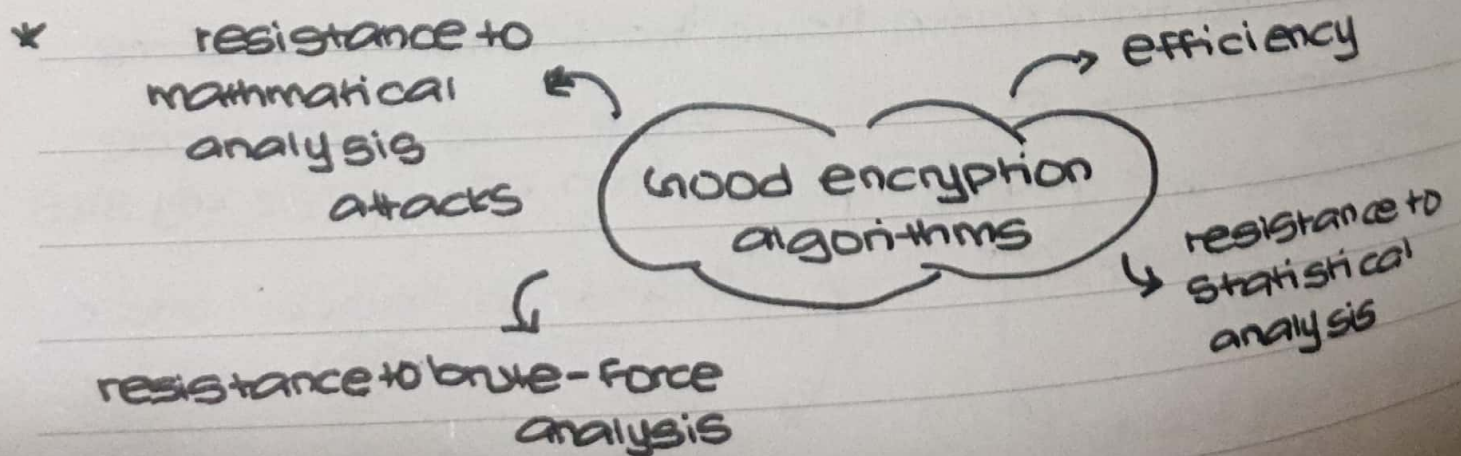 * resistance to
mathmatical
analysis
attacks
efficiency
Good encryption
algorithms
resistance to
statistical
analysis
resistance to brute-force
analysis